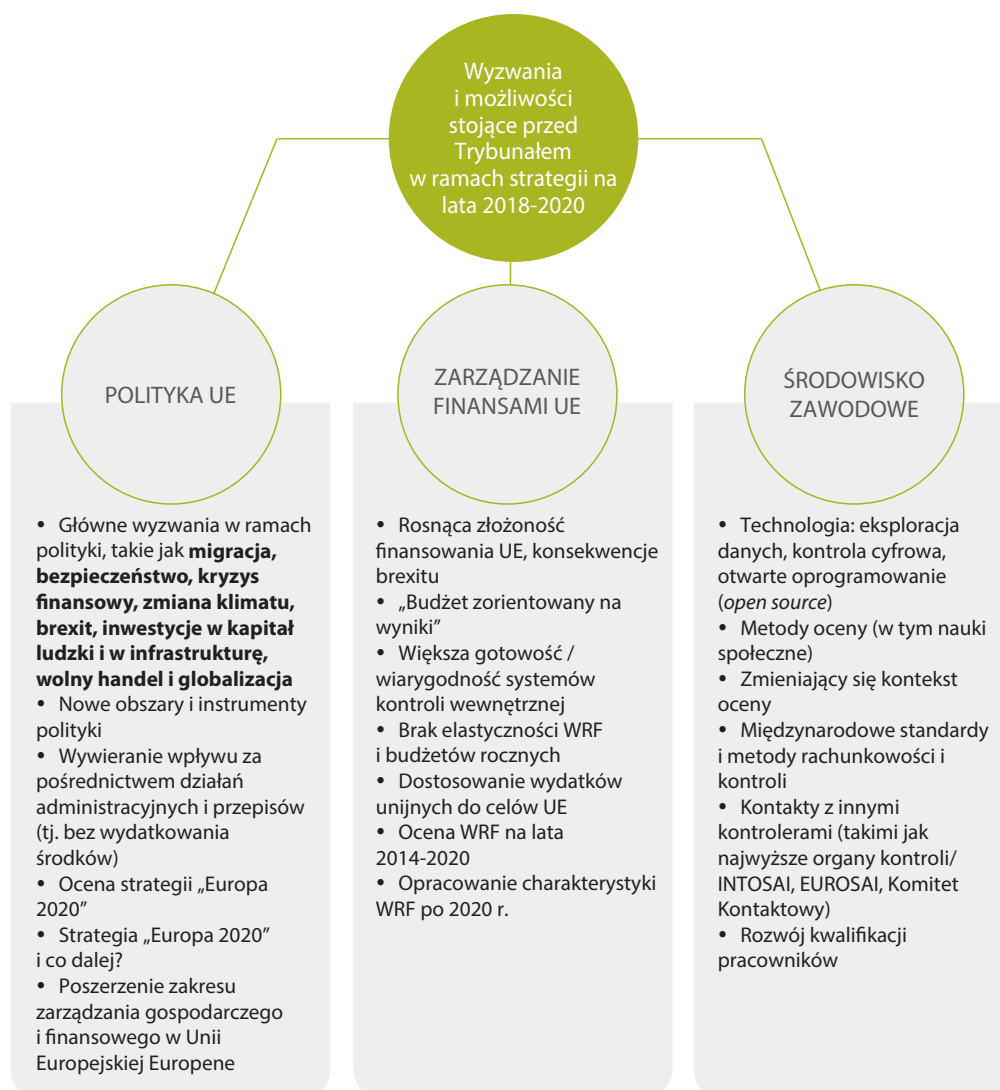 Wyzwania
i możliwości
stojące przed
Trybunałem
w ramach strategii na
lata 2018-2020
POLITYKA UE
• Główne wyzwania w ramach
polityki, takie jak migracja,
bezpieczeństwo, kryzys
finansowy, zmiana klimatu,
brexit, inwestycje w kapitał
ludzki i w infrastrukturę,
wolny handel i globalizacja
• Nowe obszary i instrumenty
polityki
• Wywieranie wpływu za
pośrednictwem działań
administracyjnych i przepisów
(tj. bez wydatkowania
środków)
• Ocena strategii „Europa
2020”
• Strategia „Europa 2020”
i co dalej?
• Poszerzenie zakresu
zarządzania gospodarczego
i finansowego w Unii
Europejskiej Europene
ZARZĄDZANIE
FINANSAMI UE
• Rosnąca złożoność
finansowania UE, konsekwencje
brexitu
• „Budżet zorientowany na
wyniki”
• Większa gotowość /
wiarygodność systemów
kontroli wewnętrznej
• Brak elastyczności WRF
i budżetów rocznych
• Dostosowanie wydatków
unijnych do celów UE
• Ocena WRF na lata
2014-2020
• Opracowanie charakterystyki
WRF po 2020 r.
ŚRODOWISKO
ZAWODOWE
• Technologia: eksploracja
danych, kontrola cyfrowa,
otwarte oprogramowanie
(open source)
• Metody oceny (w tym nauki
społeczne)
• Zmieniający się kontekst
oceny
• Międzynarodowe standardy
i metody rachunkowości i
kontroli
• Kontakty z innymi
kontrolerami (takimi jak
najwyższe organy kontroli/
INTOSAI, EUROSAI, Komitet
Kontaktowy)
• Rozwój kwalifikacji
pracowników